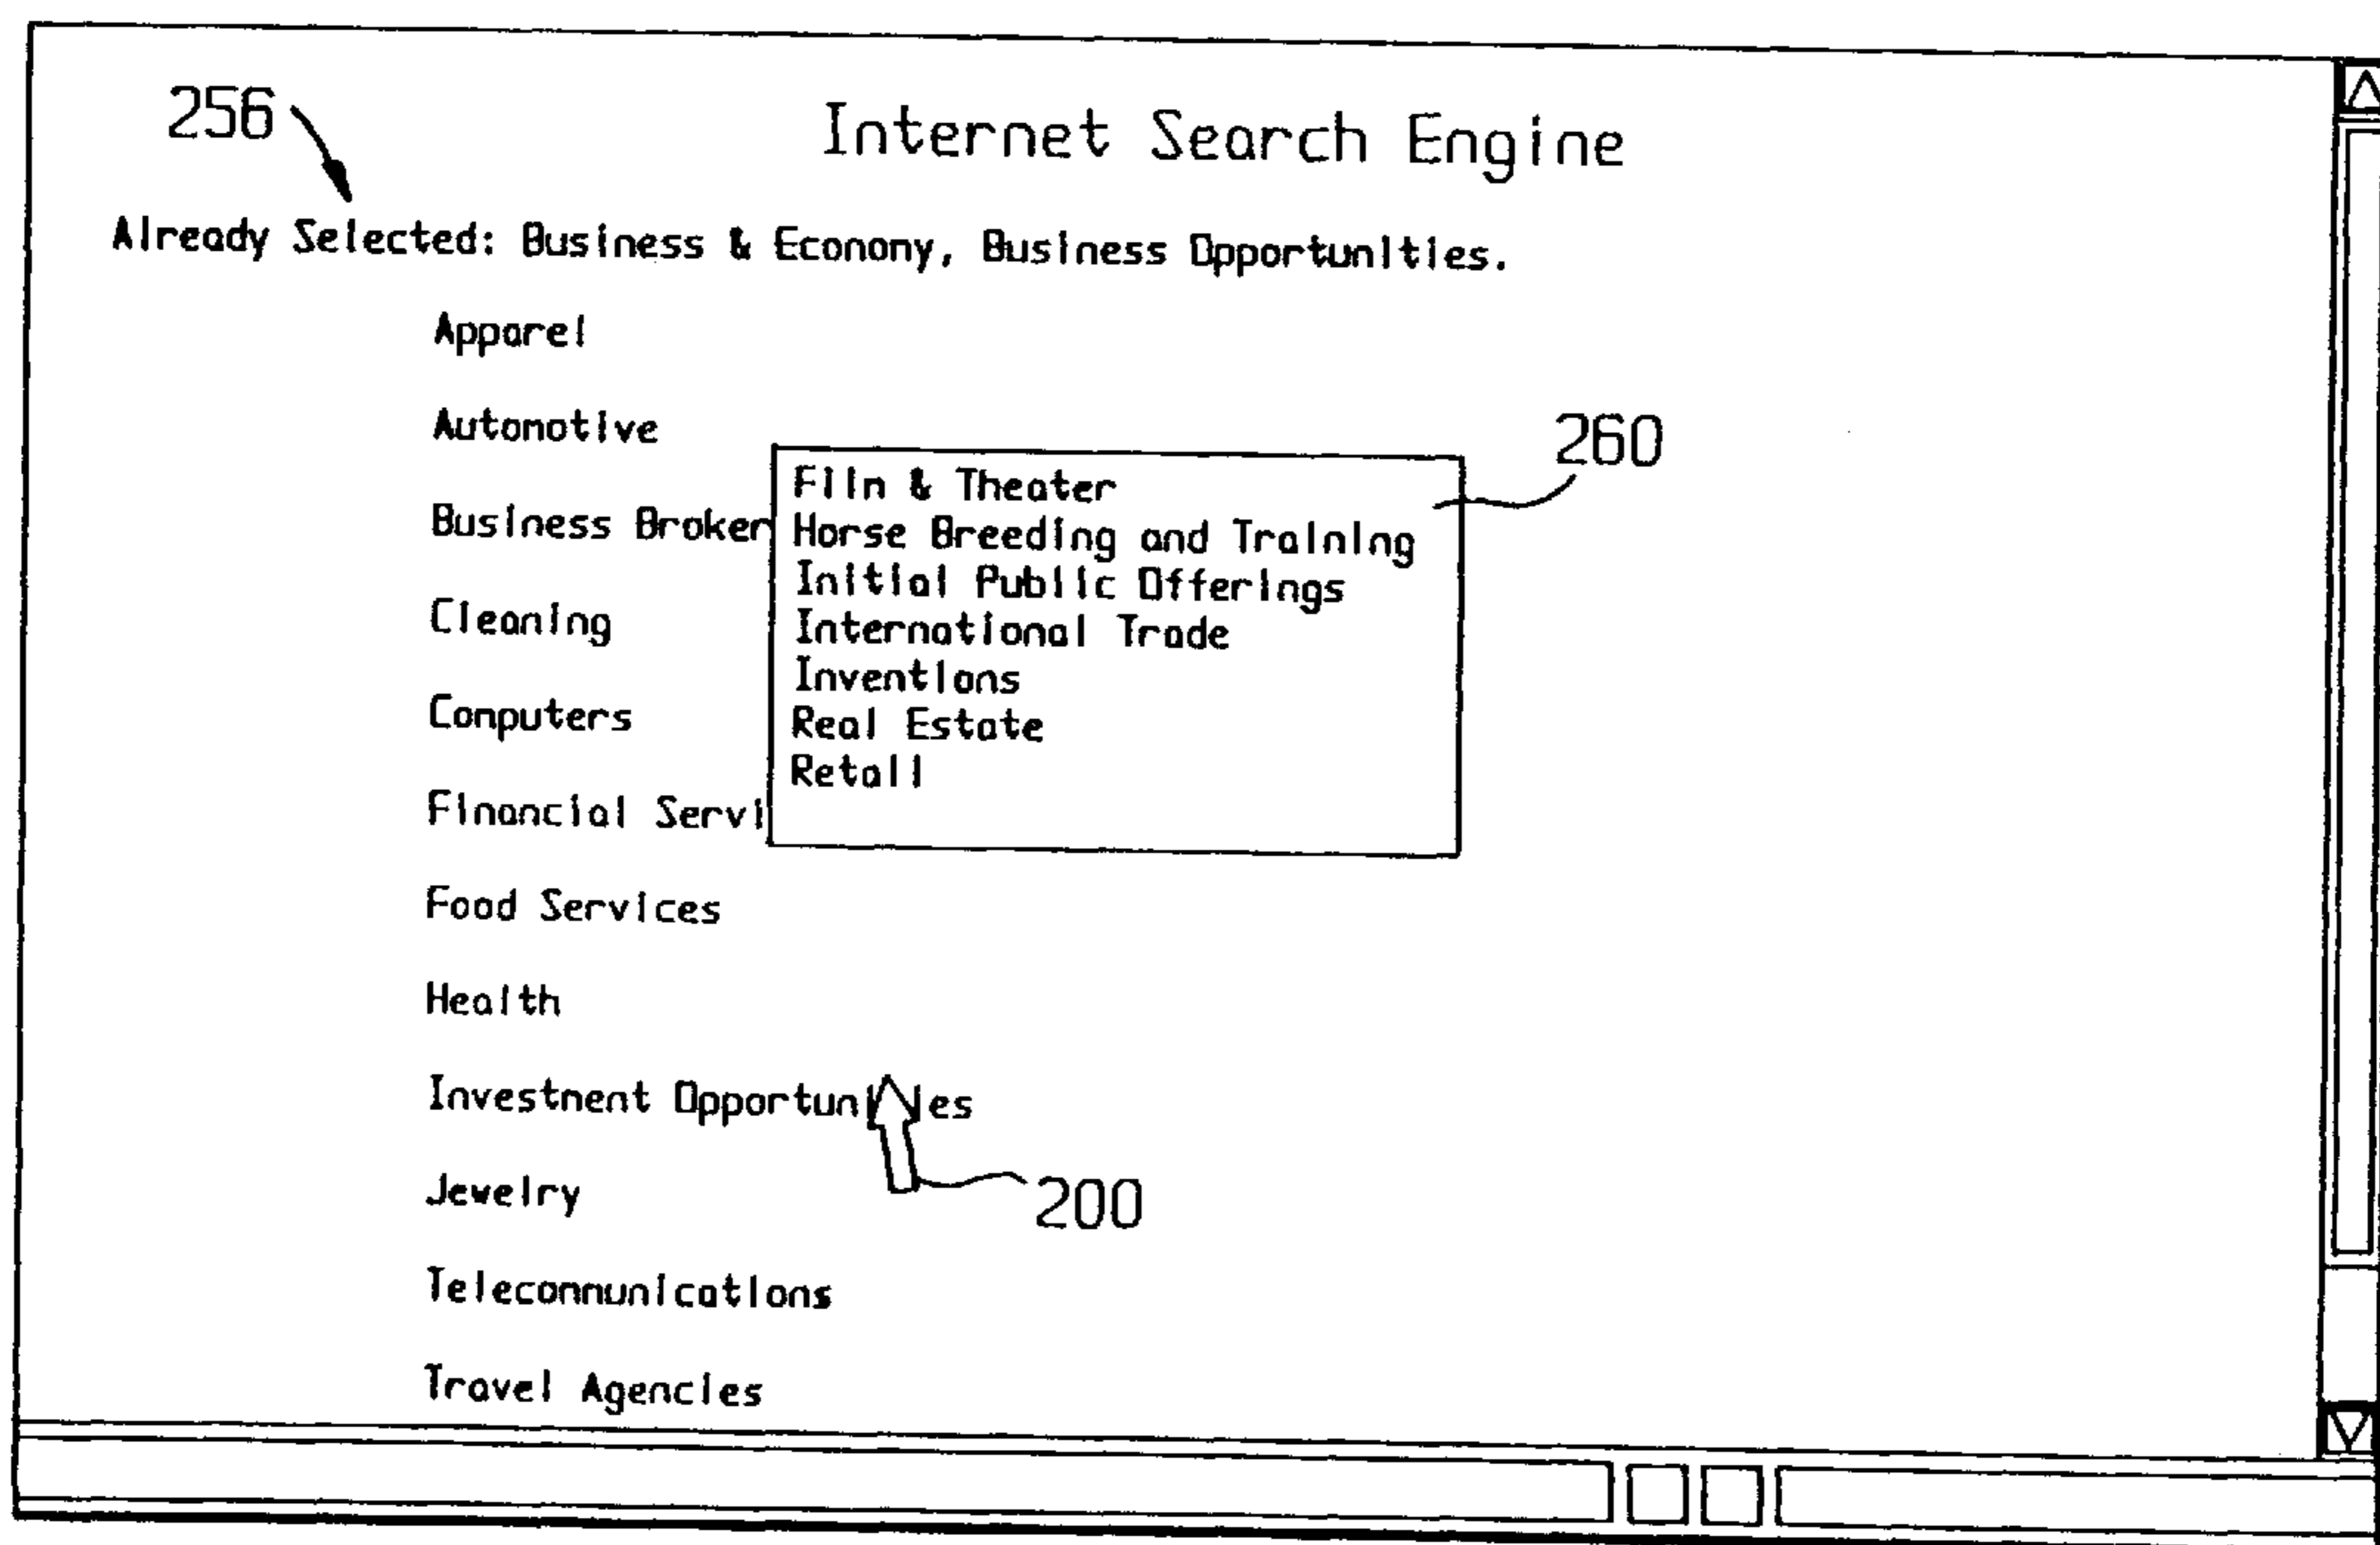 256
Internet Search Engine
Already Selected: Business & Economy, Business Opportunities.
Apparel
Automotive
260
Film & Theater
Business Broker
Horse Breeding and Training
Initial Public Offerings
Cleaning
International Trade
Inventions
Computers
Real Estate
Retail
Financial Servi
Food Services
Health
Investment Opportunities
Jewelry
200
Telecommunications
Travel Agencies